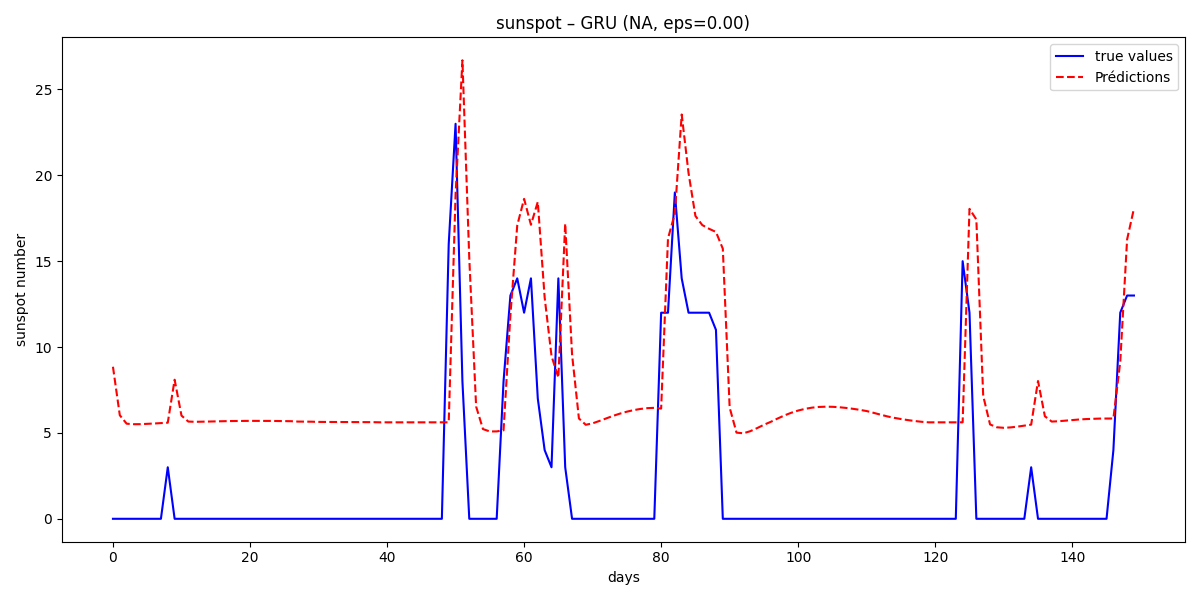 sunspot – GRU (NA, eps=0.00)
true values
Prédictions
sunspot number
25
20
15
10
5
0
0 20 40 60 80 100 120 140
days